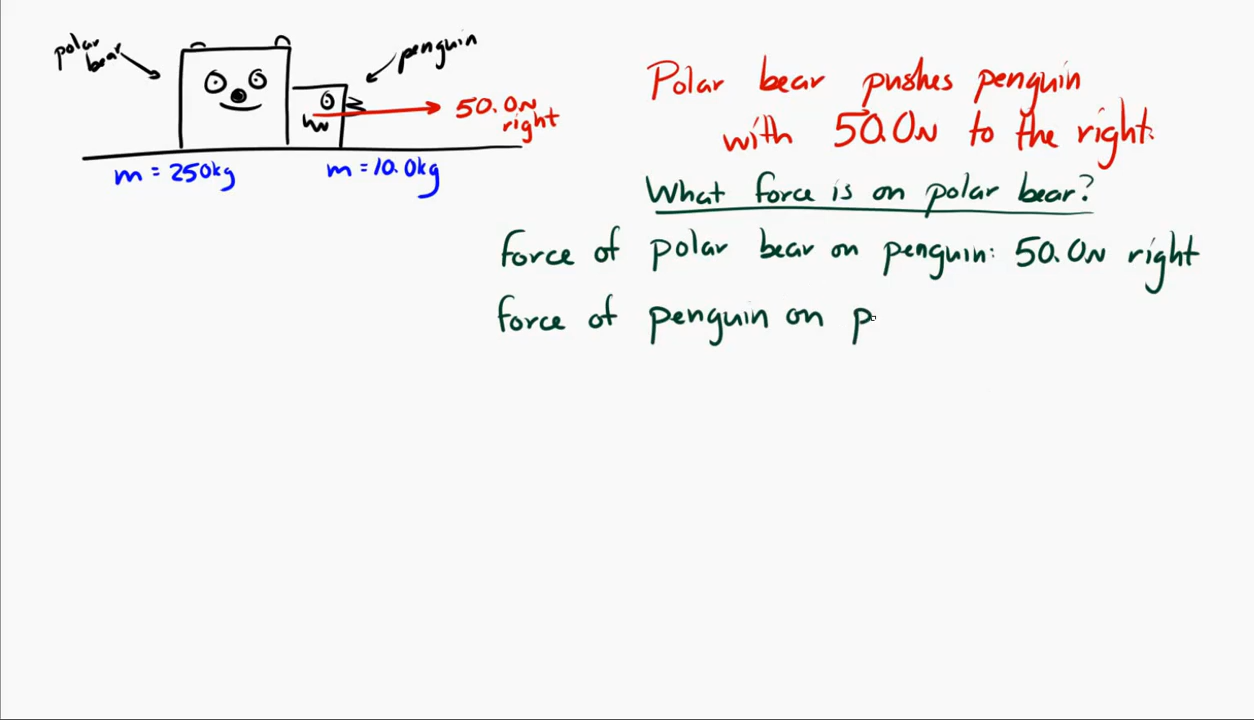 polar
bear
penguin
50.0N
right
m = 250kg
m = 10.0kg
Polar bear pushes penguin
with 50.0N to the right.
What force is on polar bear?
force of polar bear on penguin: 50.0N right
force of penguin on p